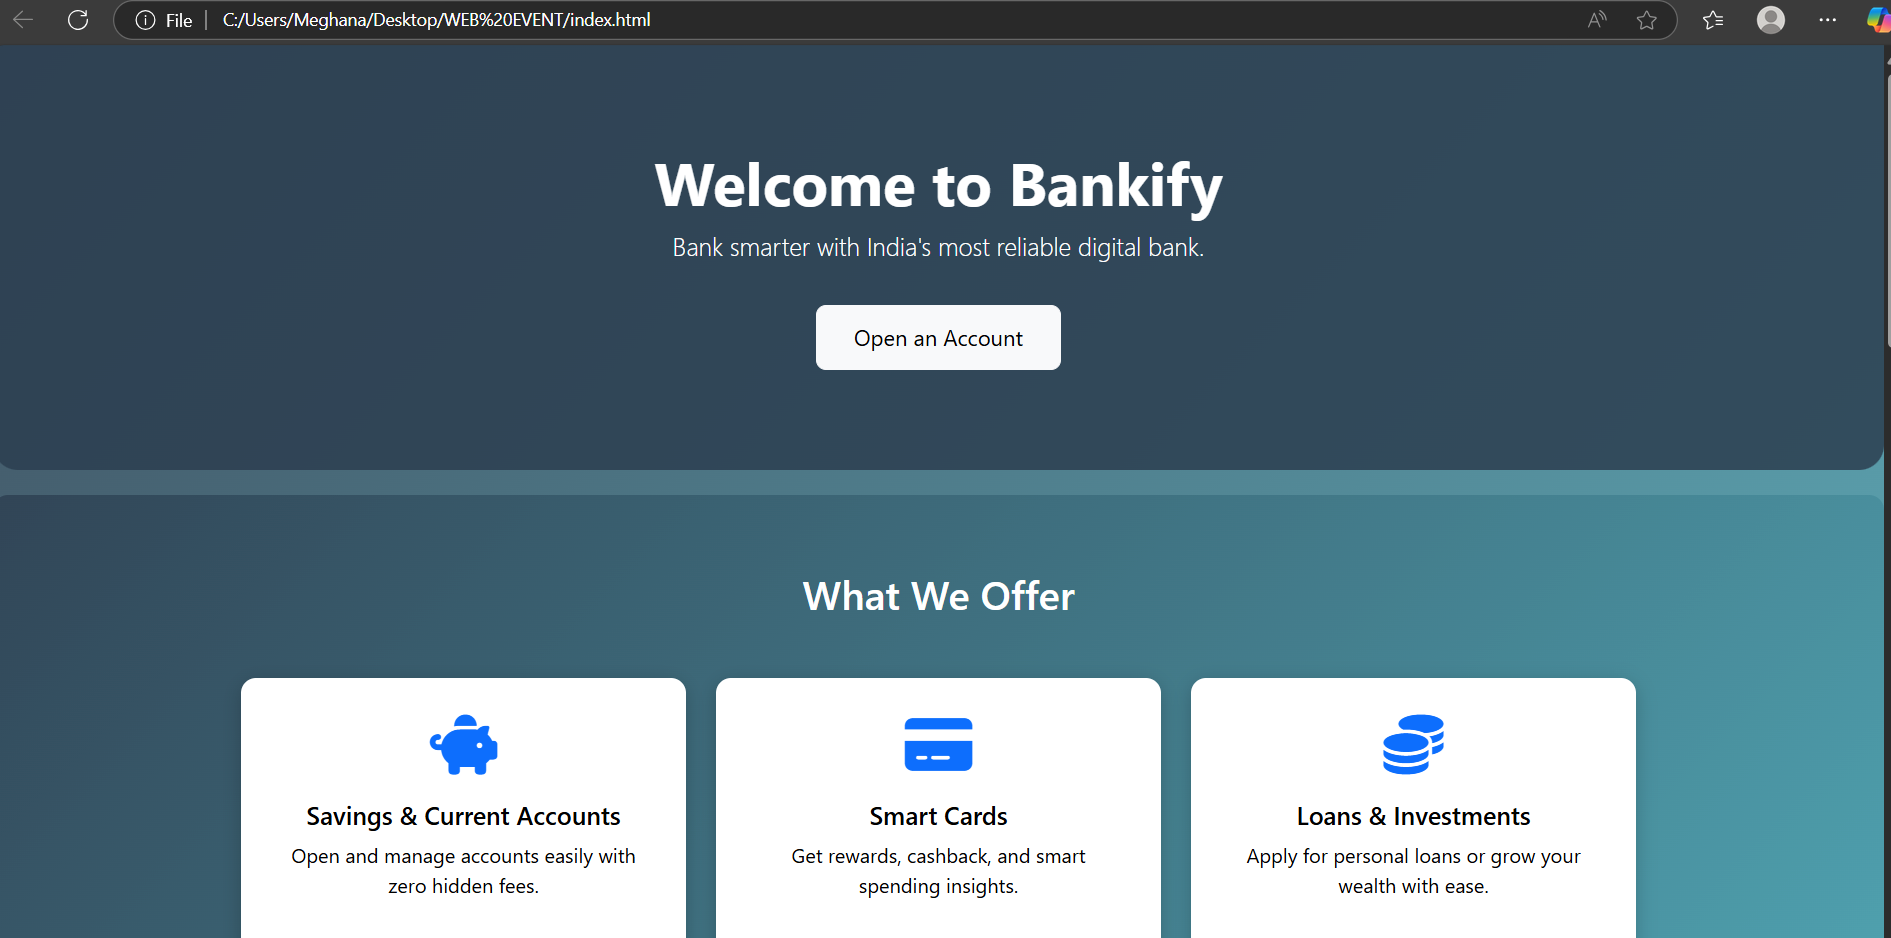 File
C:/Users/Meghana/Desktop/WEB%20EVENT/index.html
Welcome to Bankify
Bank smarter with India's most reliable digital bank.
Open an Account
What We Offer
Savings & Current Accounts
Open and manage accounts easily with
zero hidden fees.
Smart Cards
Get rewards, cashback, and smart
spending insights.
Loans & Investments
Apply for personal loans or grow your
wealth with ease.